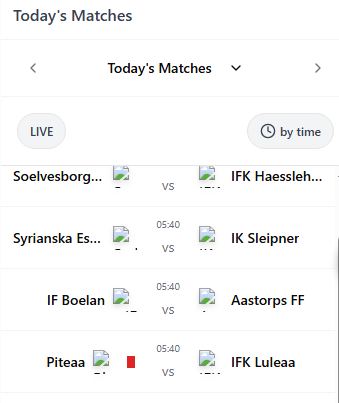 Today's Matches
Today's Matches
LIVE by time
Soelvesborg... vs IFK Haessleh...
05:40
Syrianska Es... vs IK Sleipner
05:40
IF Boelan vs Aastorps FF
05:40
Piteaa vs IFK Luleaa